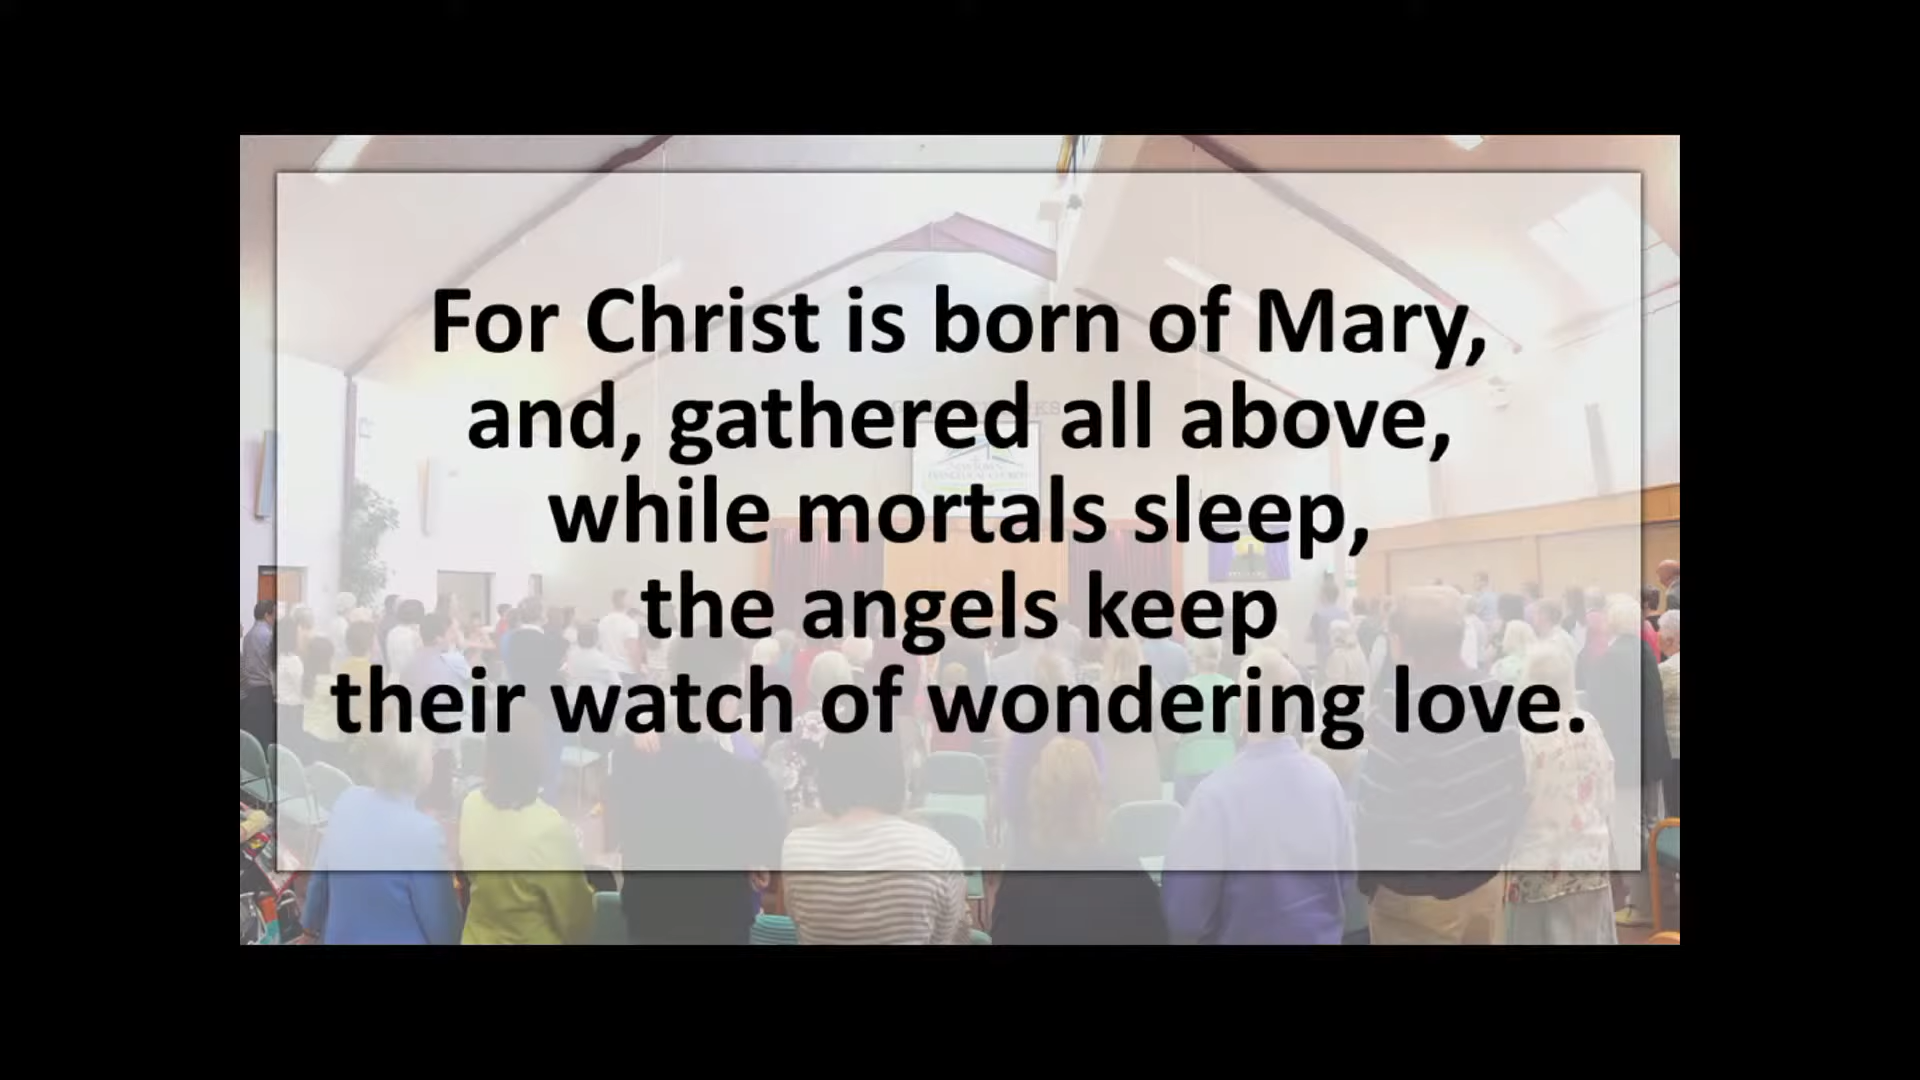 For Christ is born of Mary,
and, gathered all above,
while mortals sleep,
the angels keep
their watch of wondering love.